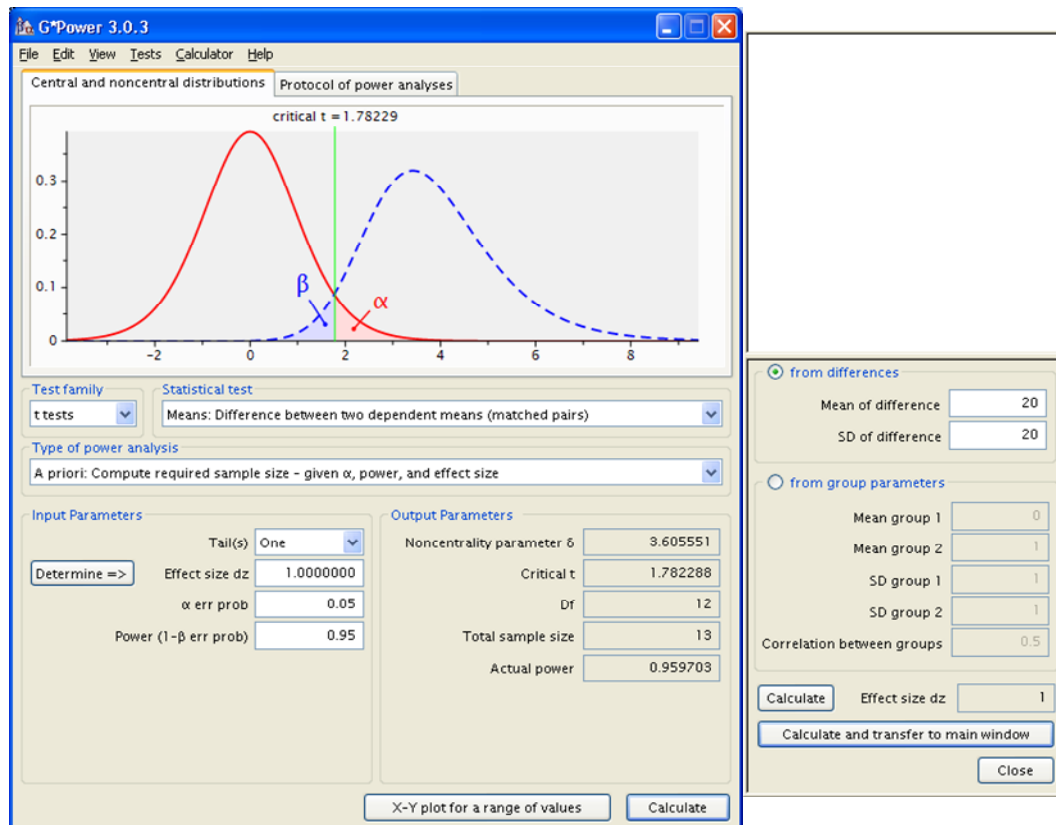 G*Power 3.0.3
File Edit View Tests Calculator Help
Central and noncentral distributions Protocol of power analyses
critical t = 1.78229
0.3
0.2
0.1
0
β
α
-2 0 2 4 6 8
Test family
Statistical test
t tests
Means: Difference between two dependent means (matched pairs)
Type of power analysis
A priori: Compute required sample size – given α, power, and effect size
Input Parameters
Tail(s) One
Determine => Effect size dz 1.0000000
α err prob 0.05
Power (1-β err prob) 0.95
Output Parameters
Noncentrality parameter δ 3.605551
Critical t 1.782288
Df 12
Total sample size 13
Actual power 0.959703
X-Y plot for a range of values Calculate
from differences
Mean of difference 20
SD of difference 20
from group parameters
Mean group 1 0
Mean group 2 1
SD group 1 1
SD group 2 1
Correlation between groups 0.5
Calculate Effect size dz 1
Calculate and transfer to main window
Close